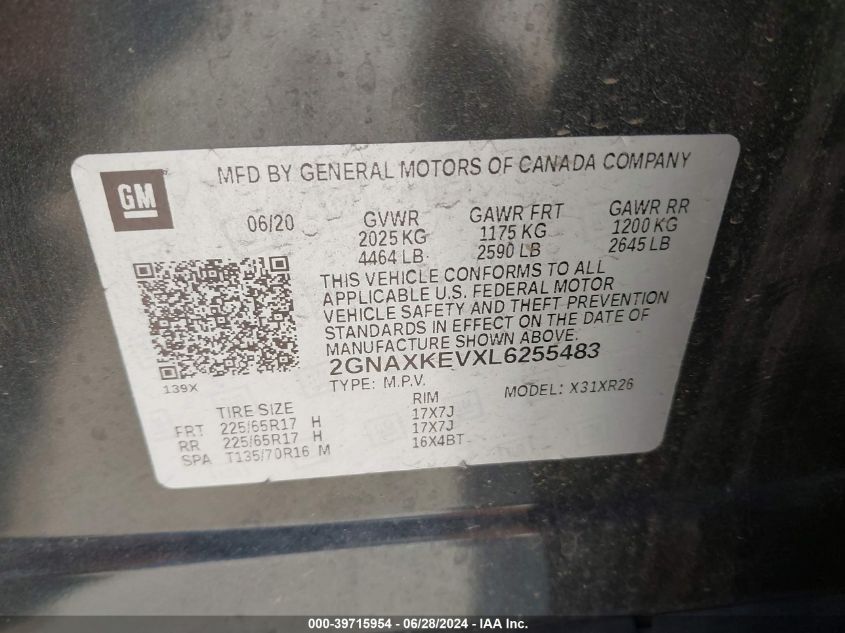 GM
MFD BY GENERAL MOTORS OF CANADA COMPANY
06/20 GVWR GAWR FRT GAWR RR
2025 KG 1175 KG 1200 KG
4464 LB 2590 LB 2645 LB
THIS VEHICLE CONFORMS TO ALL
APPLICABLE U.S. FEDERAL MOTOR
VEHICLE SAFETY AND THEFT PREVENTION
STANDARDS IN EFFECT ON THE DATE OF
MANUFACTURE SHOWN ABOVE.
2GNAXKEVXL6255483
139X
TYPE: M.P.V. MODEL: X31XR26
TIRE SIZE RIM
FRT 225/65R17 H 17X7J
RR 225/65R17 H 17X7J
SPA T135/70R16 M 16X4BT
000-39715954 - 06/28/2024 - IAA, Inc.